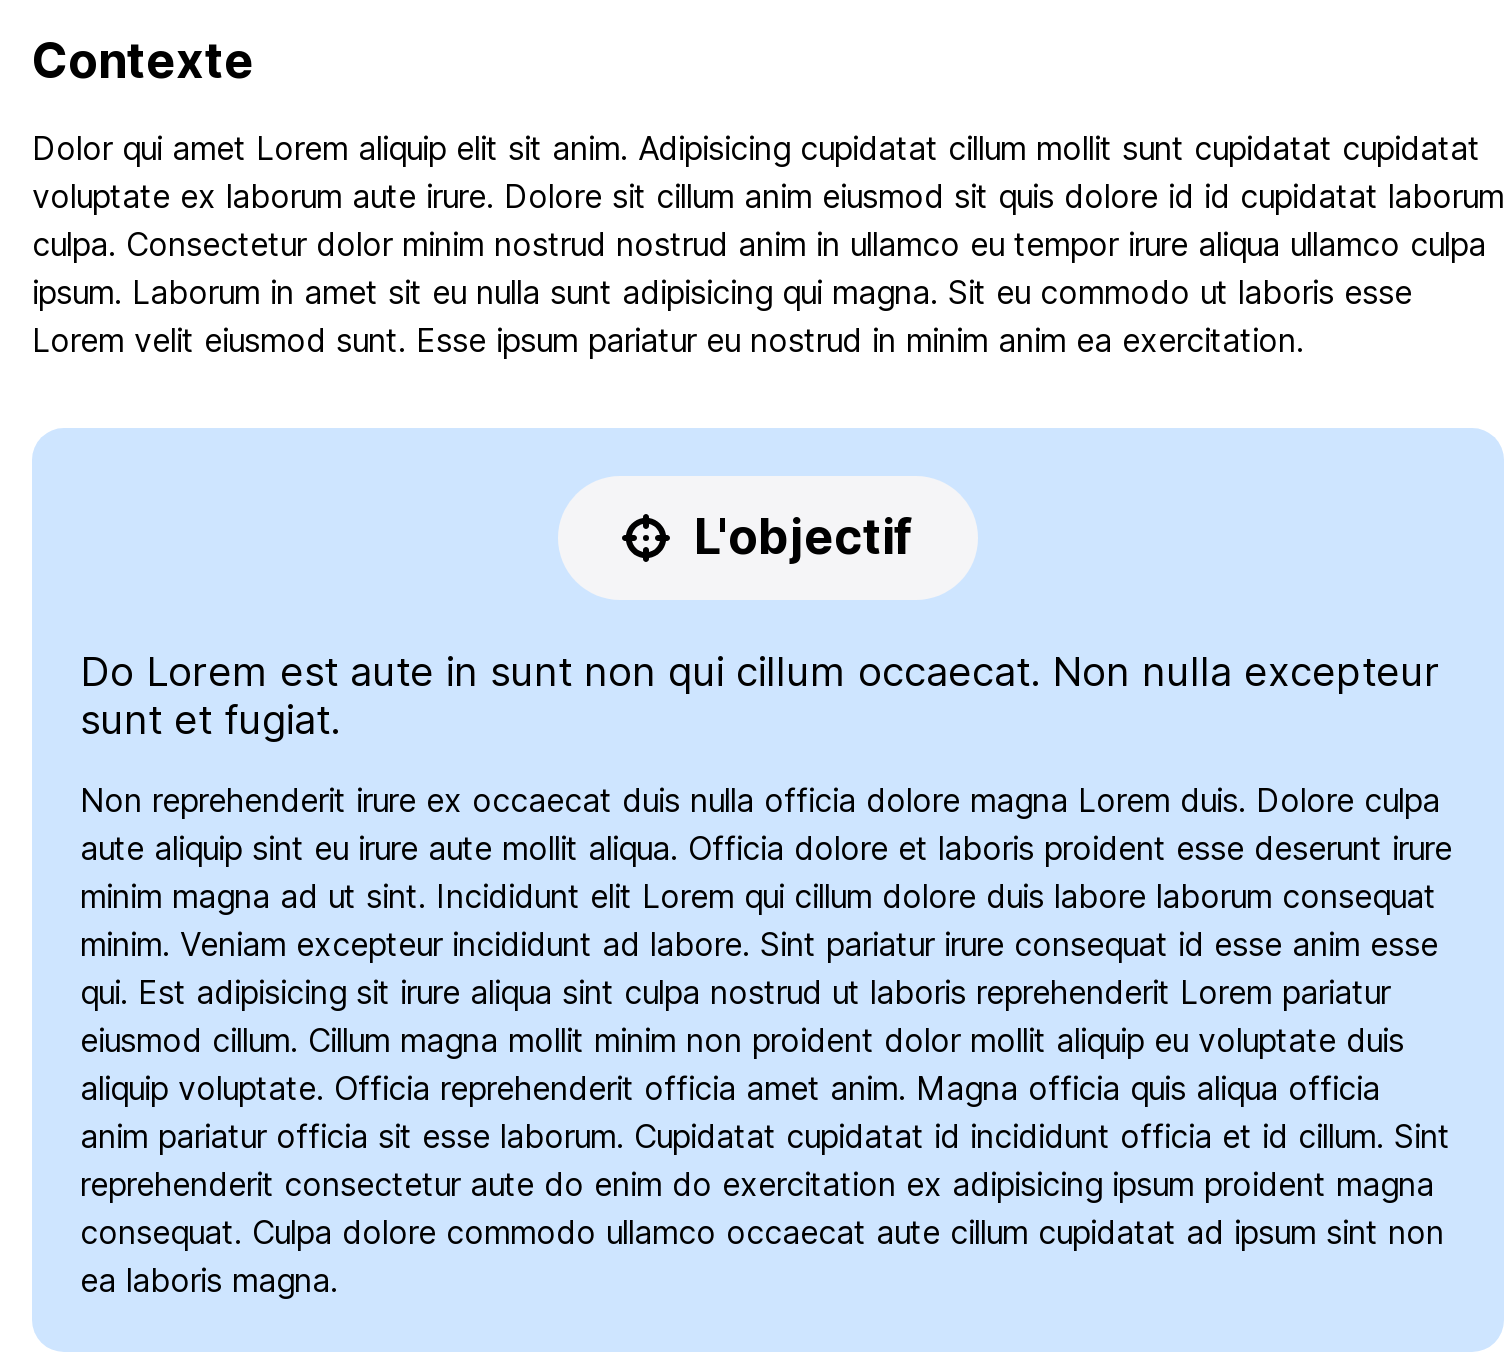 Contexte
Dolor qui amet Lorem aliquip elit sit anim. Adipisicing cupidatat cillum mollit sunt cupidatat cupidatat
voluptate ex laborum aute irure. Dolore sit cillum anim eiusmod sit quis dolore id id cupidatat laborum
culpa. Consectetur dolor minim nostrud nostrud anim in ullamco eu tempor irure aliqua ullamco culpa
ipsum. Laborum in amet sit eu nulla sunt adipisicing qui magna. Sit eu commodo ut laboris esse
Lorem velit eiusmod sunt. Esse ipsum pariatur eu nostrud in minim anim ea exercitation.
L'objectif
Do Lorem est aute in sunt non qui cillum occaecat. Non nulla excepteur
sunt et fugiat.
Non reprehenderit irure ex occaecat duis nulla officia dolore magna Lorem duis. Dolore culpa
aute aliquip sint eu irure aute mollit aliqua. Officia dolore et laboris proident esse deserunt irure
minim magna ad ut sint. Incididunt elit Lorem qui cillum dolore duis labore laborum consequat
minim. Veniam excepteur incididunt ad labore. Sint pariatur irure consequat id esse anim esse
qui. Est adipisicing sit irure aliqua sint culpa nostrud ut laboris reprehenderit Lorem pariatur
eiusmod cillum. Cillum magna mollit minim non proident dolor mollit aliquip eu voluptate duis
aliquip voluptate. Officia reprehenderit officia amet anim. Magna officia quis aliqua officia
anim pariatur officia sit esse laborum. Cupidatat cupidatat id incididunt officia et id cillum. Sint
reprehenderit consectetur aute do enim do exercitation ex adipisicing ipsum proident magna
consequat. Culpa dolore commodo ullamco occaecat aute cillum cupidatat ad ipsum sint non
ea laboris magna.